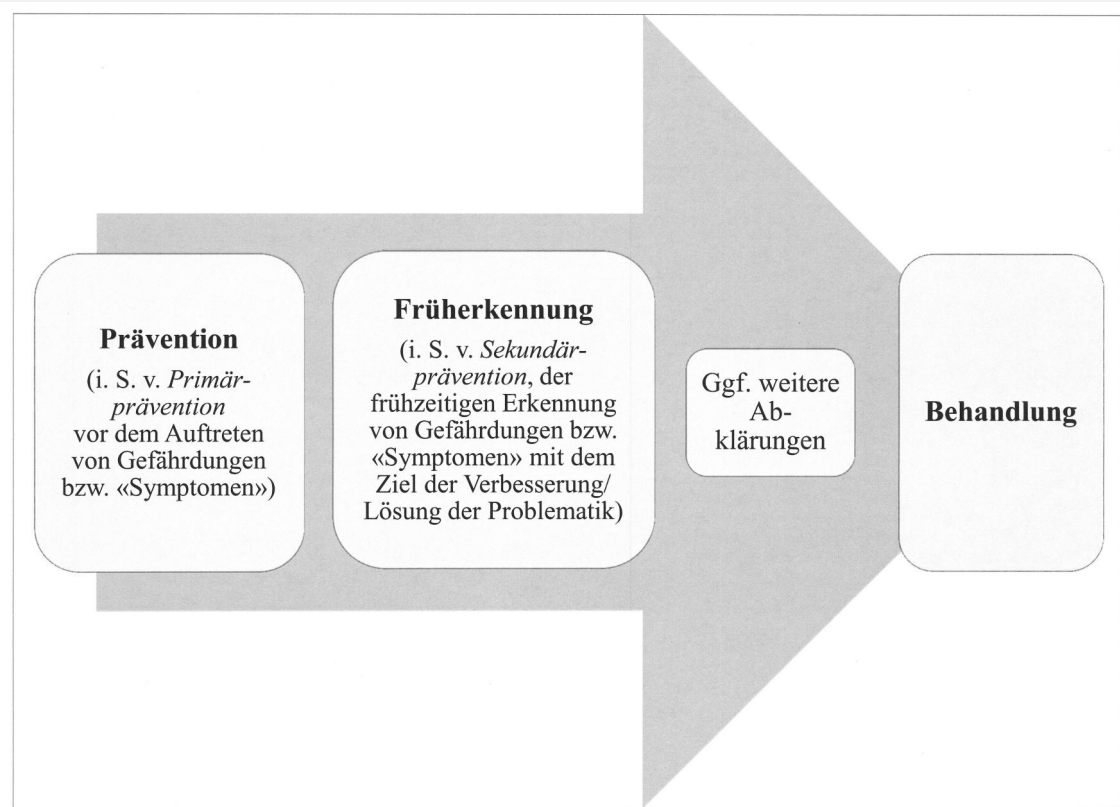 Prävention
(i. S. v. Primär-
prävention
vor dem Auftreten
von Gefährdungen
bzw. «Symptomen»)
Früherkennung
(i. S. v. Sekundär-
prävention, der
frühzeitigen Erkennung
von Gefährdungen bzw.
«Symptomen» mit dem
Ziel der Verbesserung/
Lösung der Problematik)
Ggf. weitere
Ab-
klärungen
Behandlung